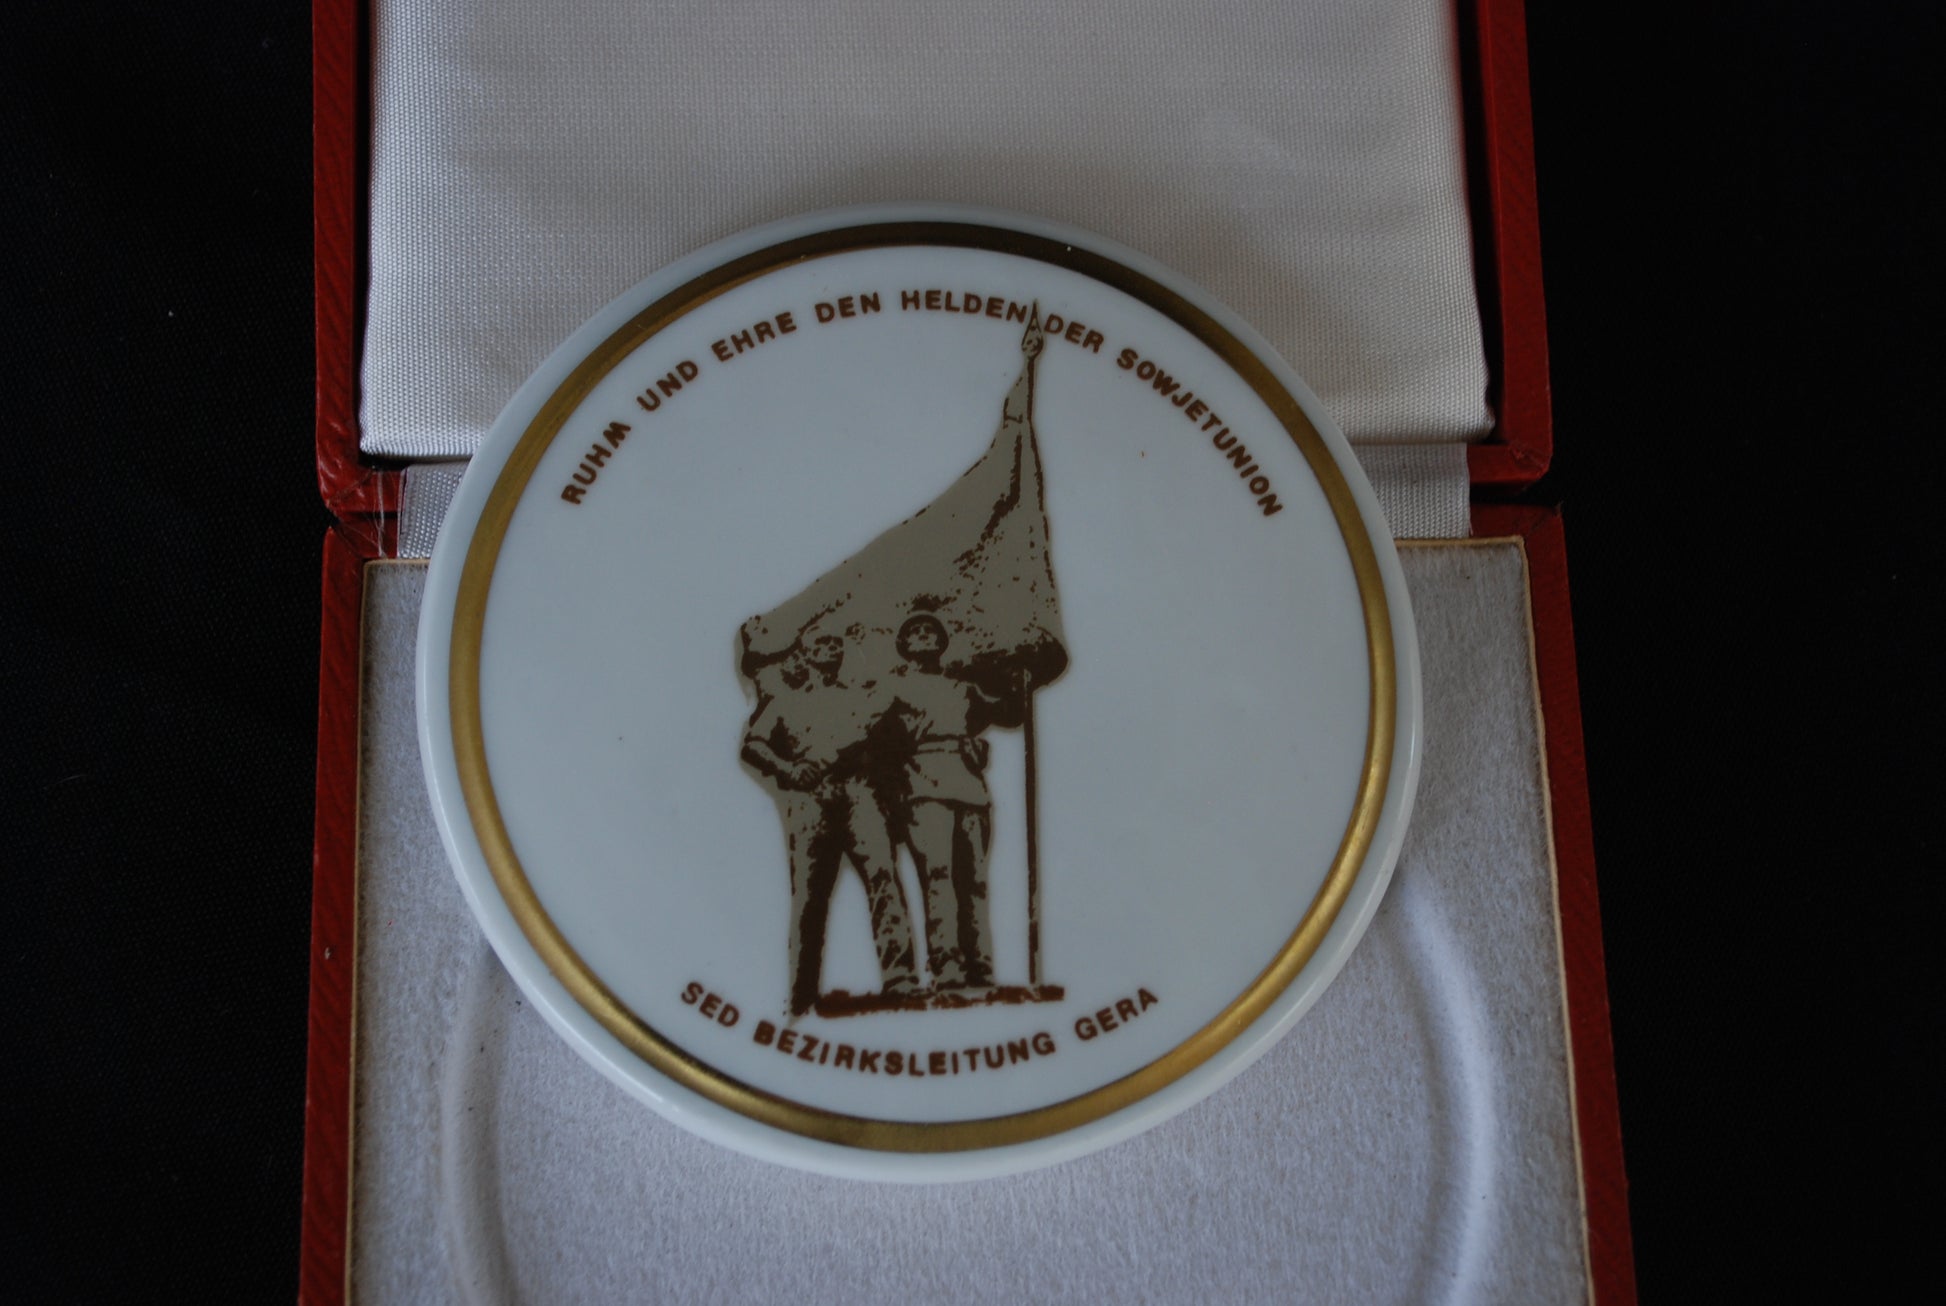 RUHM UND EHRE DEN HELDEN DER SOWJETUNION
SED BEZIRKSLEITUNG GERA